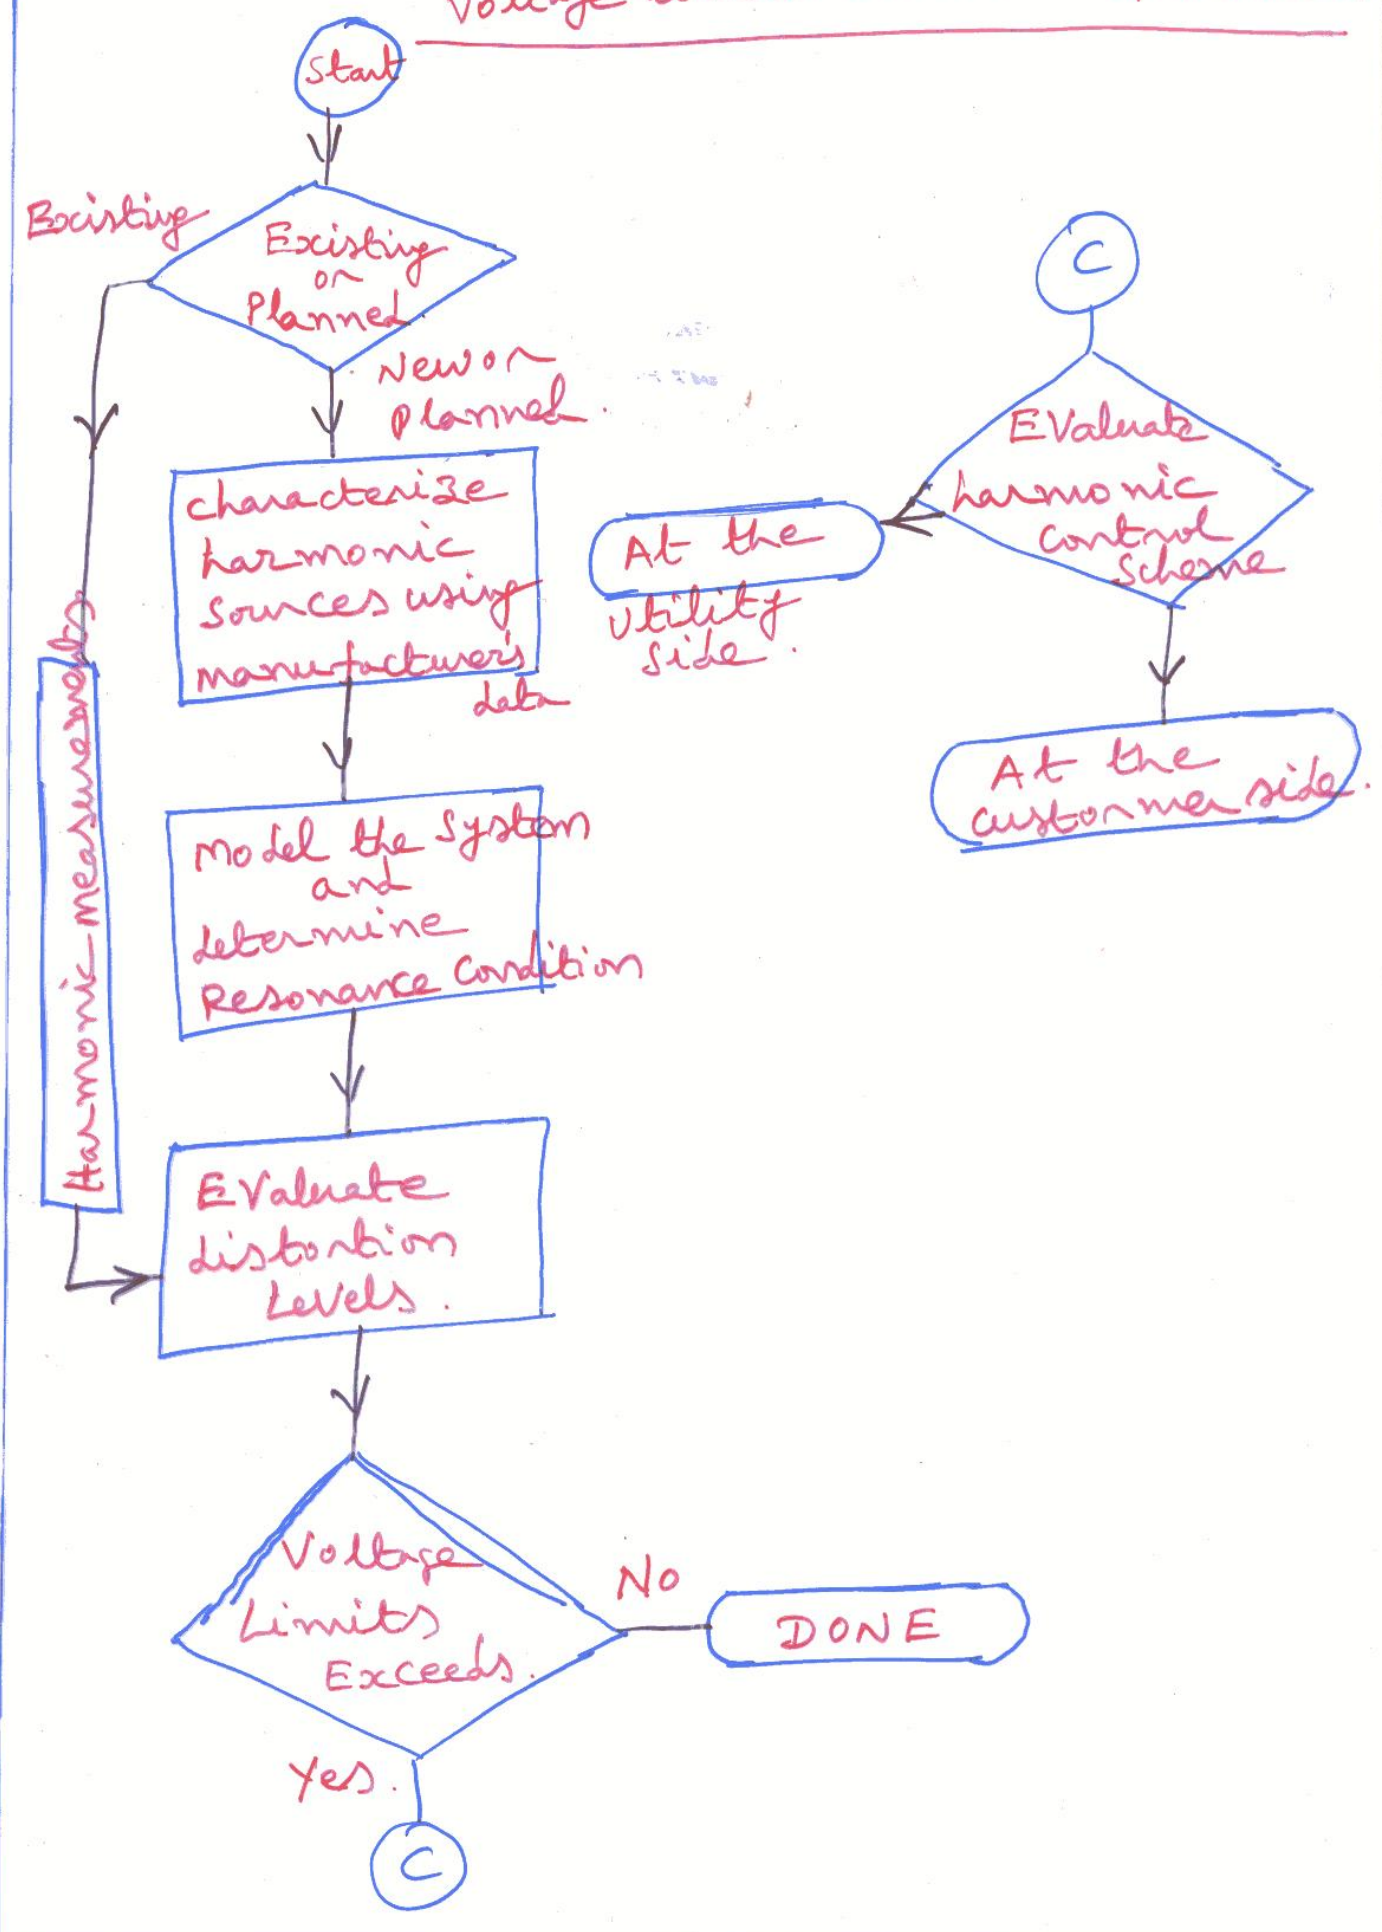 Voltage
Start
Existing
Existing
or
Planned
New or
Planned.
characterize
harmonic
sources using
manufacturer's
data
Harmonic measurements
Model the System
and
determine
Resonance Condition
EValuate
distortion
Levels.
Voltage
Limits
Exceeds.
No
DONE
Yes.
C
C
EValuate
harmonic
control
Scheme
At the
Utility
Side.
At the
customer side.